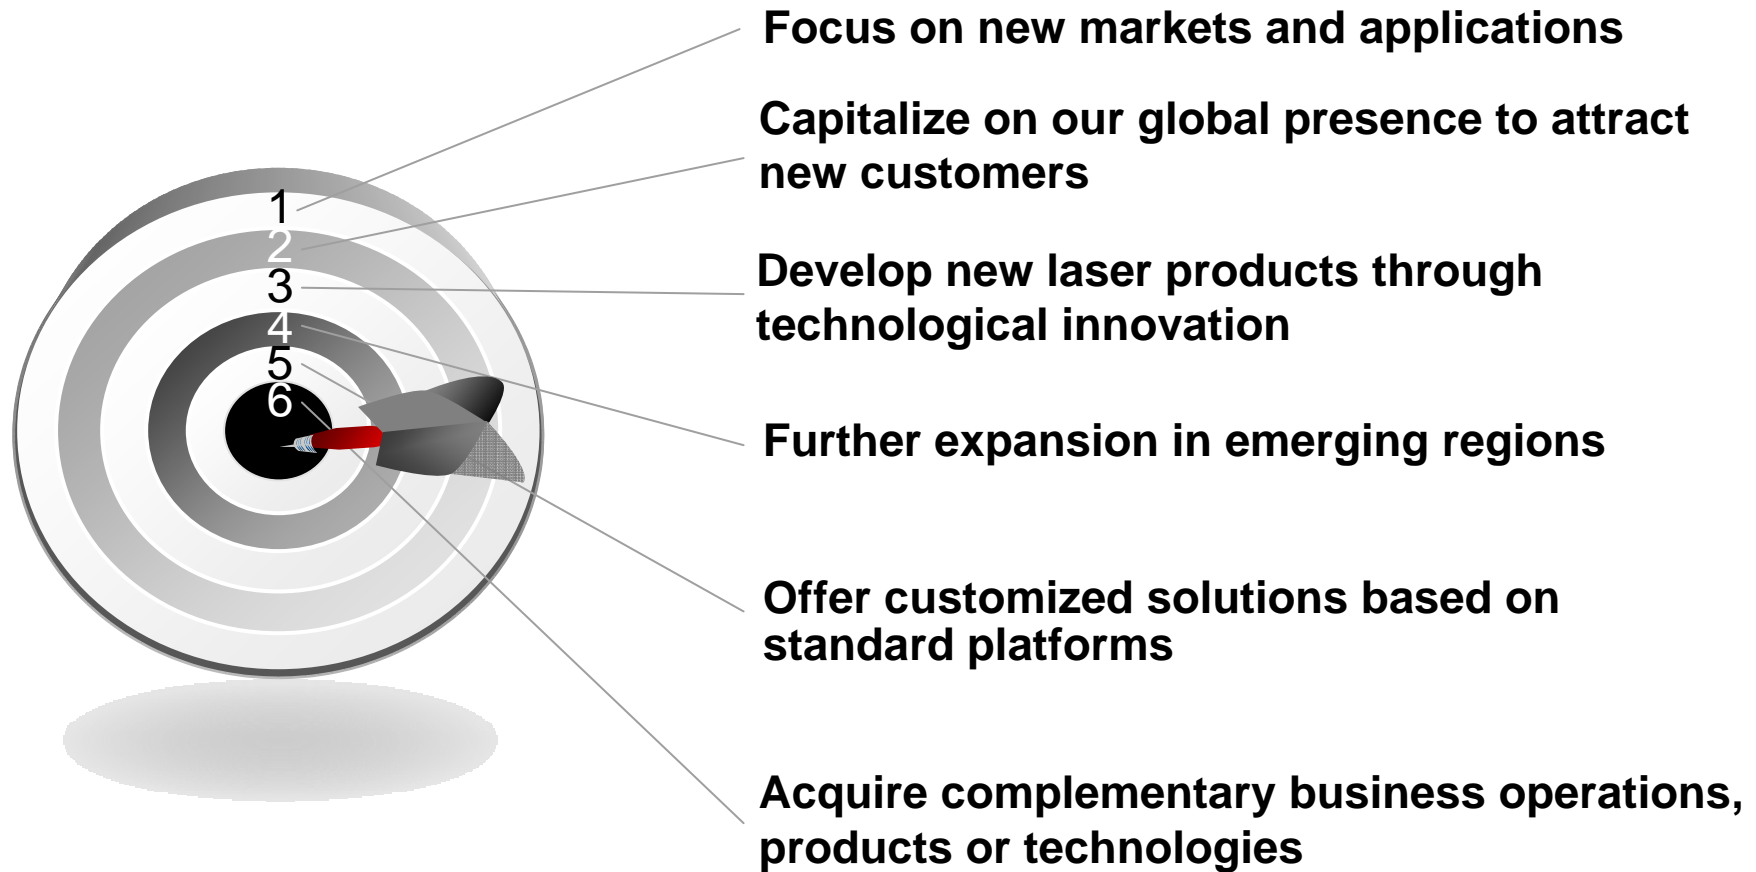 Focus on new markets and applications
Capitalize on our global presence to attract
new customers
1
2
3
4
5
6
Develop new laser products through
technological innovation
Further expansion in emerging regions
Offer customized solutions based on
standard platforms
Acquire complementary business operations,
products or technologies